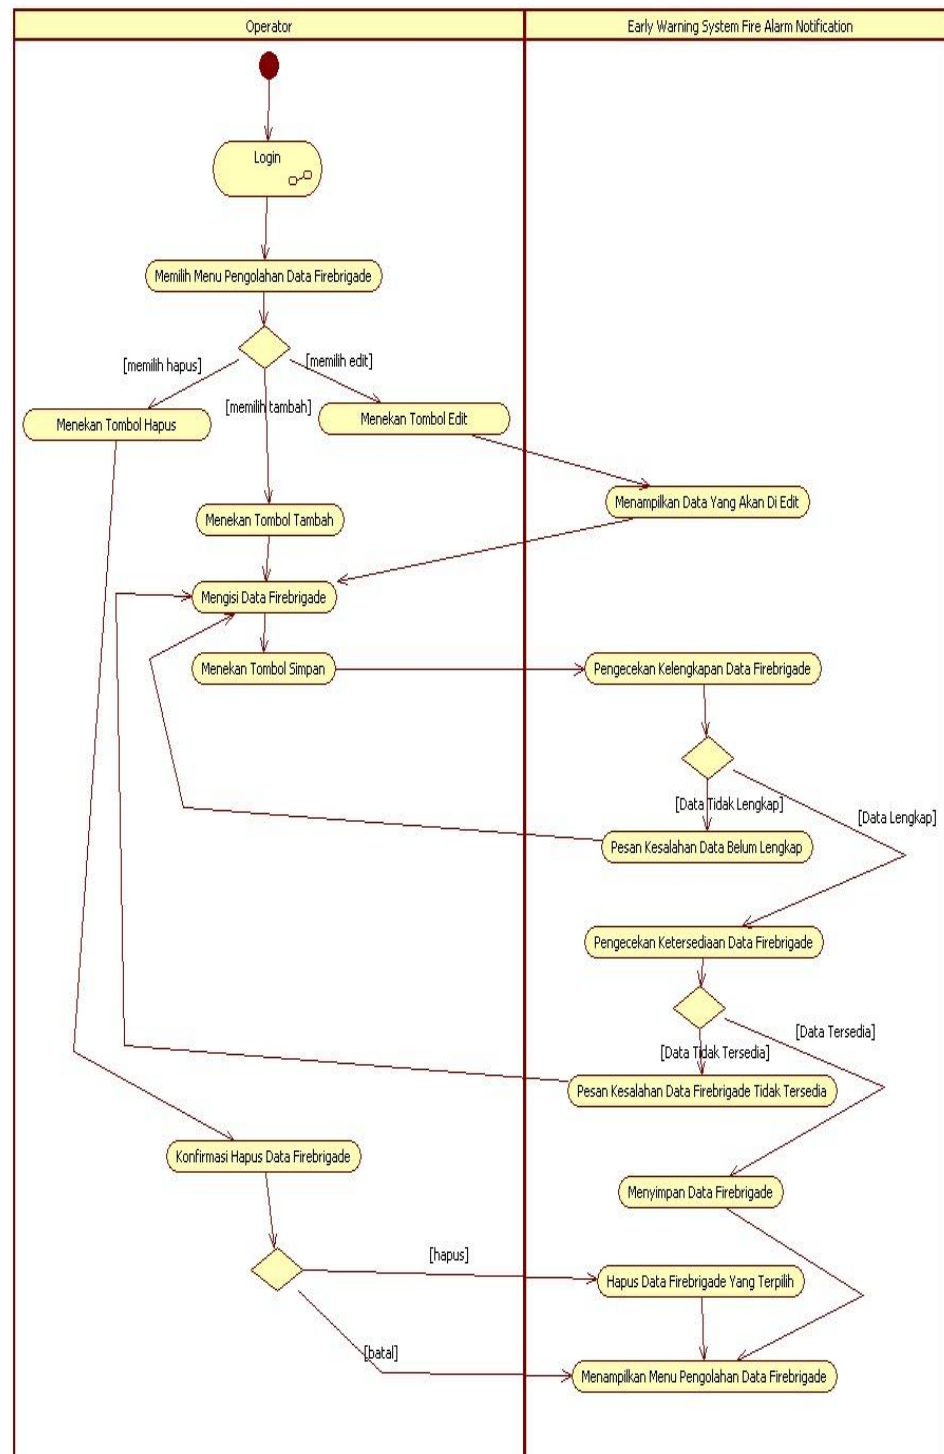 Operator
Early Warning System Fire Alarm Notification
Login
Memilih Menu Pengolahan Data Firebrigade
[memilih hapus]
[memilih edit]
[memilih tambah]
Menekan Tombol Hapus
Menekan Tombol Edit
Menampilkan Data Yang Akan Di Edit
Menekan Tombol Tambah
Mengisi Data Firebrigade
Menekan Tombol Simpan
Pengecekan Kelengkapan Data Firebrigade
[Data Tidak Lengkap]
[Data Lengkap]
Pesan Kesalahan Data Belum Lengkap
Pengecekan Ketersediaan Data Firebrigade
[Data Tersedia]
[Data Tidak Tersedia]
Pesan Kesalahan Data Firebrigade Tidak Tersedia
Konfirmasi Hapus Data Firebrigade
Menyimpan Data Firebrigade
[hapus]
Hapus Data Firebrigade Yang Terpilih
[batal]
Menampilkan Menu Pengolahan Data Firebrigade